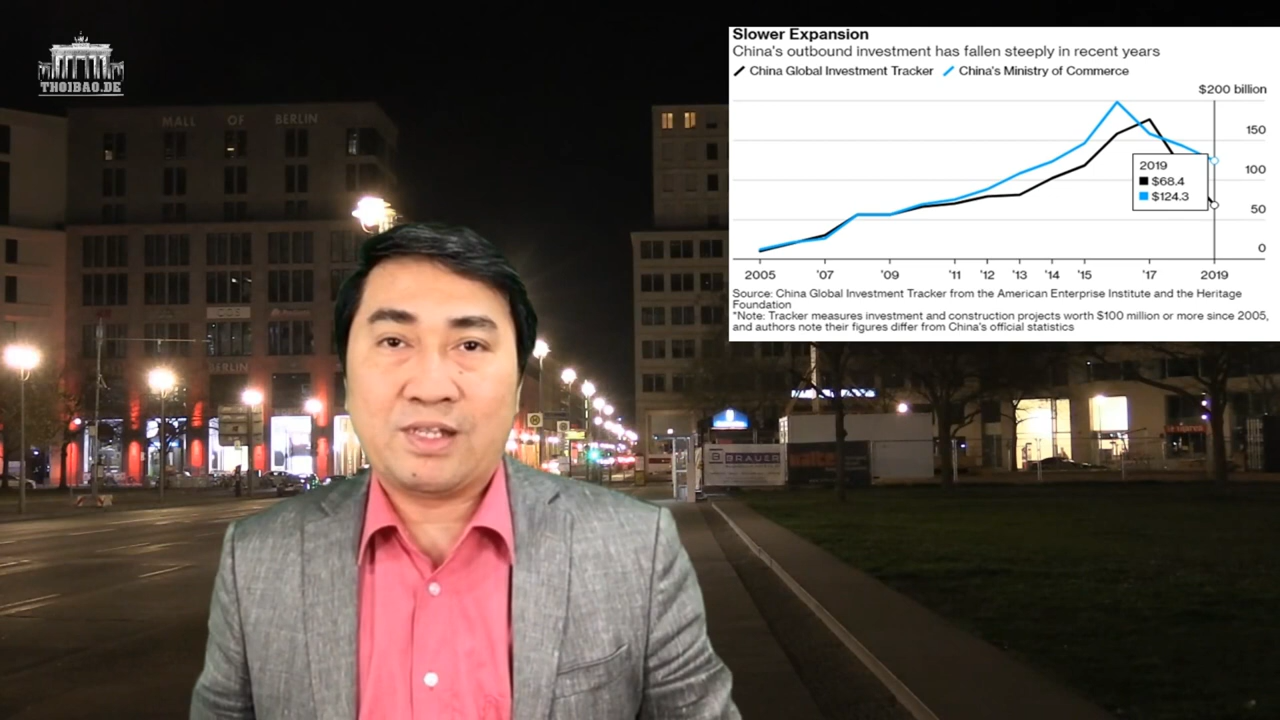 THOIBAO.DE
MALL OF BERLIN
BERLIN
BRAUER
Slower Expansion
China's outbound investment has fallen steeply in recent years
China Global Investment Tracker China's Ministry of Commerce
$200 billion
150
100
50
0
2019
$68.4
$124.3
2005 '07 '09 '11 '12 '13 '14 '15 '17 2019
Source: China Global Investment Tracker from the American Enterprise Institute and the Heritage
Foundation
*Note: Tracker measures investment and construction projects worth $100 million or more since 2005,
and authors note their figures differ from China's official statistics